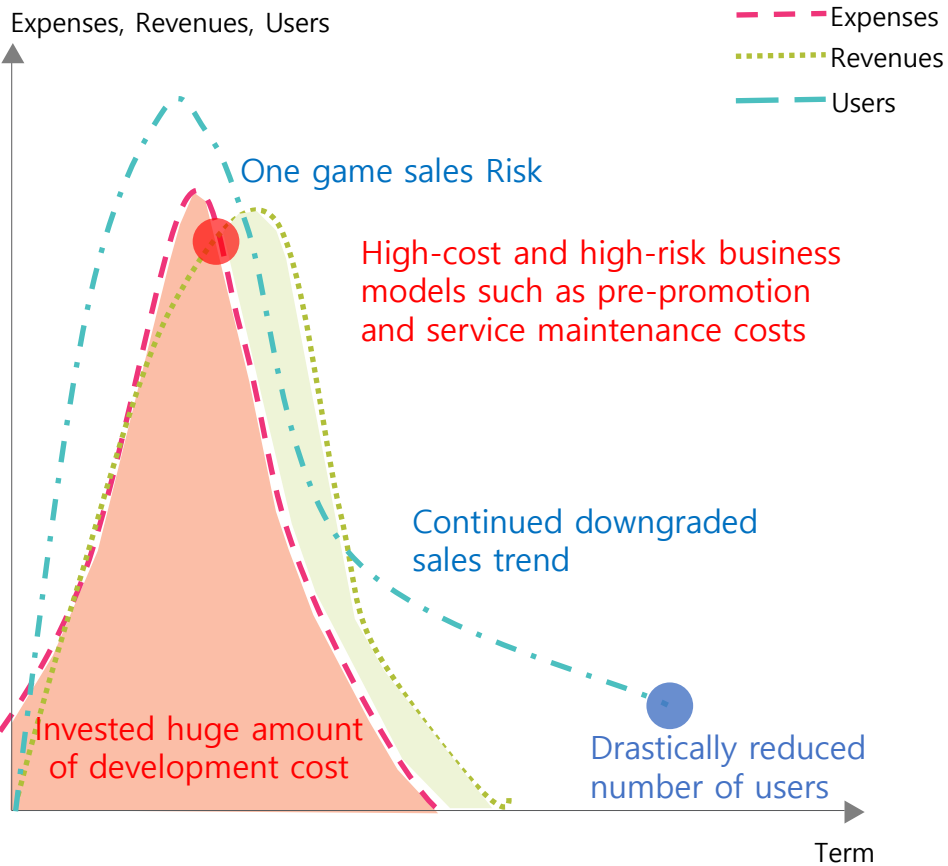 Expenses, Revenues, Users
Expenses
Revenues
Users
One game sales Risk
High-cost and high-risk business
models such as pre-promotion
and service maintenance costs
Continued downgraded
sales trend
Invested huge amount
of development cost
Drastically reduced
number of users
Term